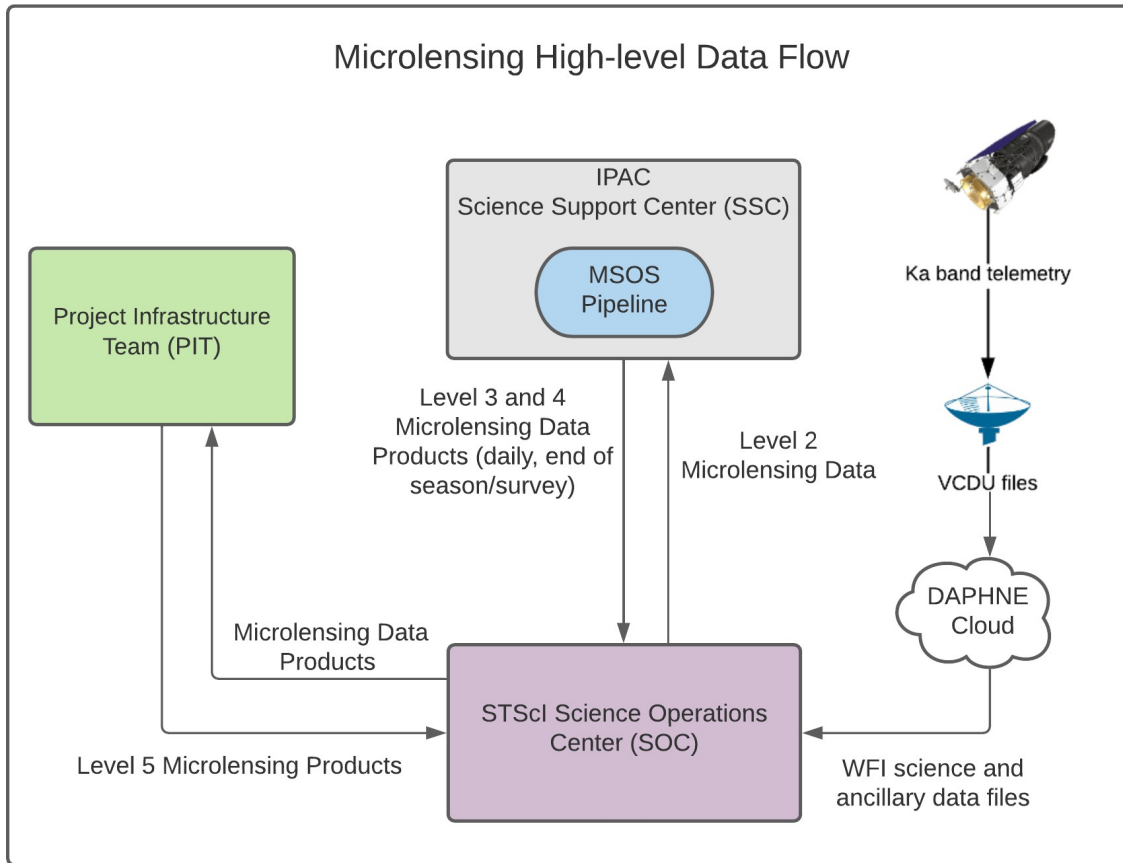 Microlensing High-level Data Flow
IPAC
Science Support Center (SSC)
MSOS
Pipeline
Ka band telemetry
Project Infrastructure
Team (PIT)
Level 3 and 4
Microlensing Data
Products (daily, end of
season/survey)
Level 2
Microlensing Data
VCDU files
DAPHNE
Cloud
Microlensing Data
Products
STScI Science Operations
Center (SOC)
Level 5 Microlensing Products
WFI science and
ancillary data files